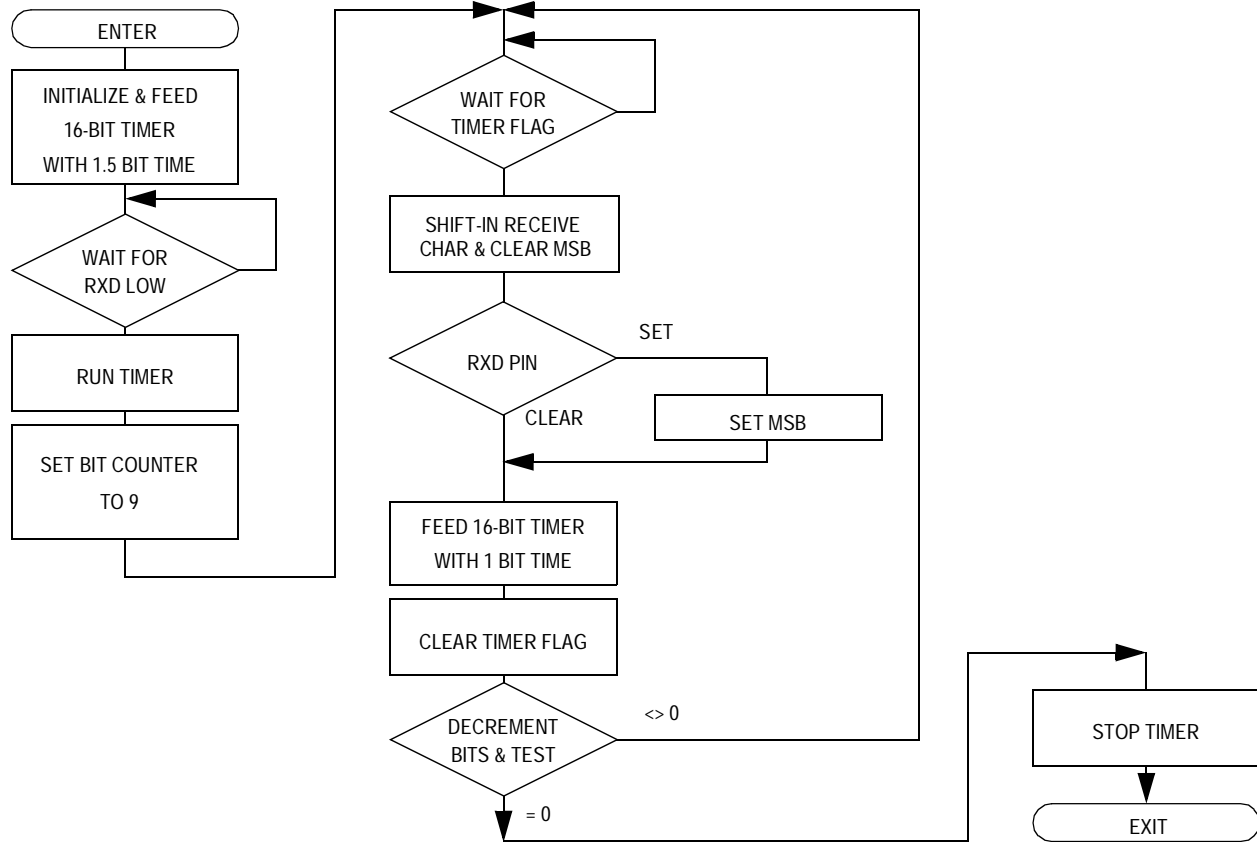 ENTER
INITIALIZE & FEED
16-BIT TIMER
WITH 1.5 BIT TIME
WAIT FOR
RXD LOW
RUN TIMER
SET BIT COUNTER
TO 9
WAIT FOR
TIMER FLAG
SHIFT-IN RECEIVE
CHAR & CLEAR MSB
RXD PIN
SET
CLEAR
SET MSB
FEED 16-BIT TIMER
WITH 1 BIT TIME
CLEAR TIMER FLAG
DECREMENT
BITS & TEST
<> 0
= 0
STOP TIMER
EXIT